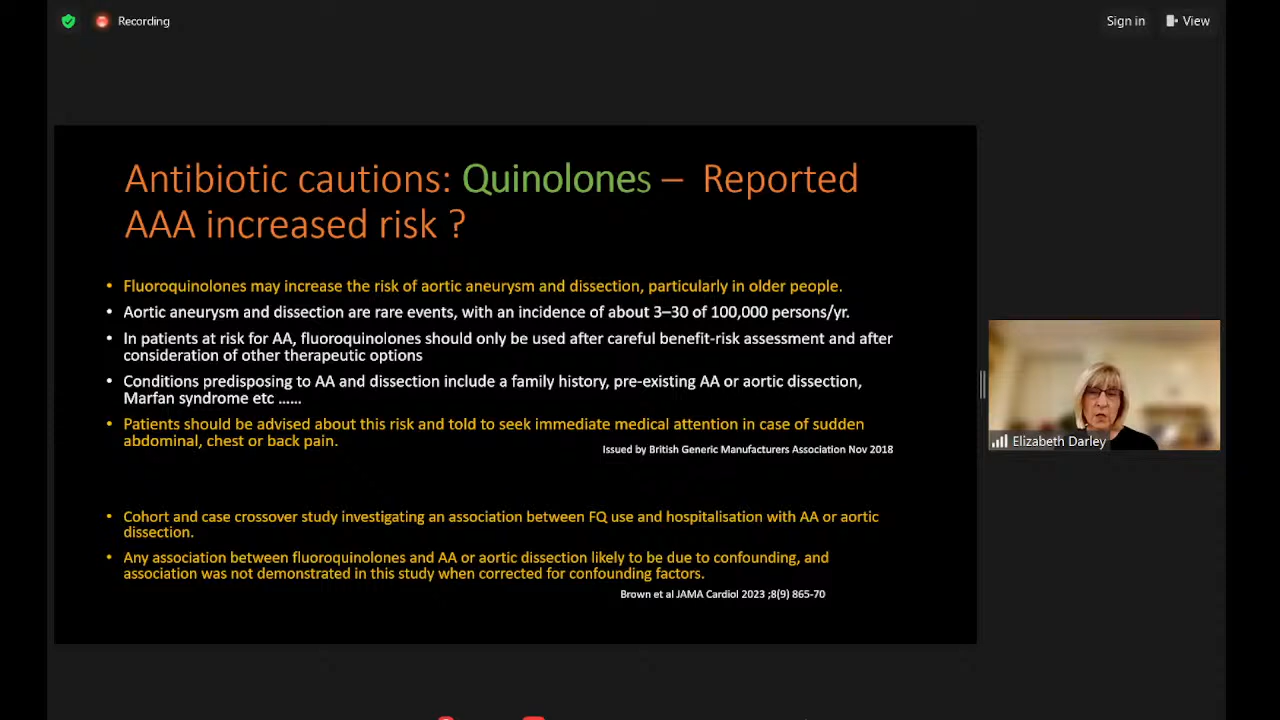 Recording
Sign in
View
Antibiotic cautions: Quinolones – Reported
AAA increased risk ?
• Fluoroquinolones may increase the risk of aortic aneurysm and dissection, particularly in older people.
• Aortic aneurysm and dissection are rare events, with an incidence of about 3–30 of 100,000 persons/yr.
• In patients at risk for AA, fluoroquinolones should only be used after careful benefit-risk assessment and after
consideration of other therapeutic options
• Conditions predisposing to AA and dissection include a family history, pre-existing AA or aortic dissection,
Marfan syndrome etc ......
• Patients should be advised about this risk and told to seek immediate medical attention in case of sudden
abdominal, chest or back pain.
Issued by British Generic Manufacturers Association Nov 2018
• Cohort and case crossover study investigating an association between FQ use and hospitalisation with AA or aortic
dissection.
• Any association between fluoroquinolones and AA or aortic dissection likely to be due to confounding, and
association was not demonstrated in this study when corrected for confounding factors.
Brown et al JAMA Cardiol 2023 ;8(9) 865-70
Elizabeth Darley